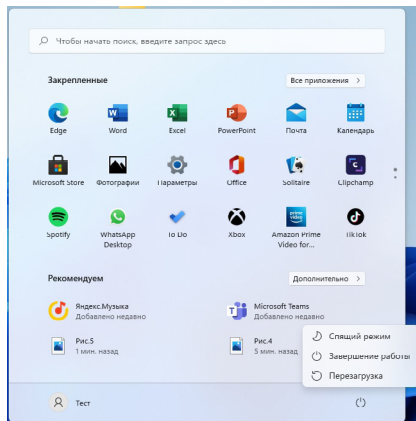 Чтобы начать поиск, введите запрос здесь
Закрепленные
Все приложения
Edge
Word
Excel
PowerPoint
Почта
Календарь
Microsoft Store
Фотографии
Параметры
Office
Solitaire
Clipchamp
Spotify
WhatsApp
Desktop
To Do
Xbox
prime video
Amazon Prime
Video for...
TikTok
Рекомендуем
Дополнительно
Яндекс.Музыка
Добавлено недавно
Microsoft Teams
Добавлено недавно
Рис.5
1 мин. назад
Рис.4
5 мин. назад
Спящий режим
Завершение работы
Перезагрузка
Тест